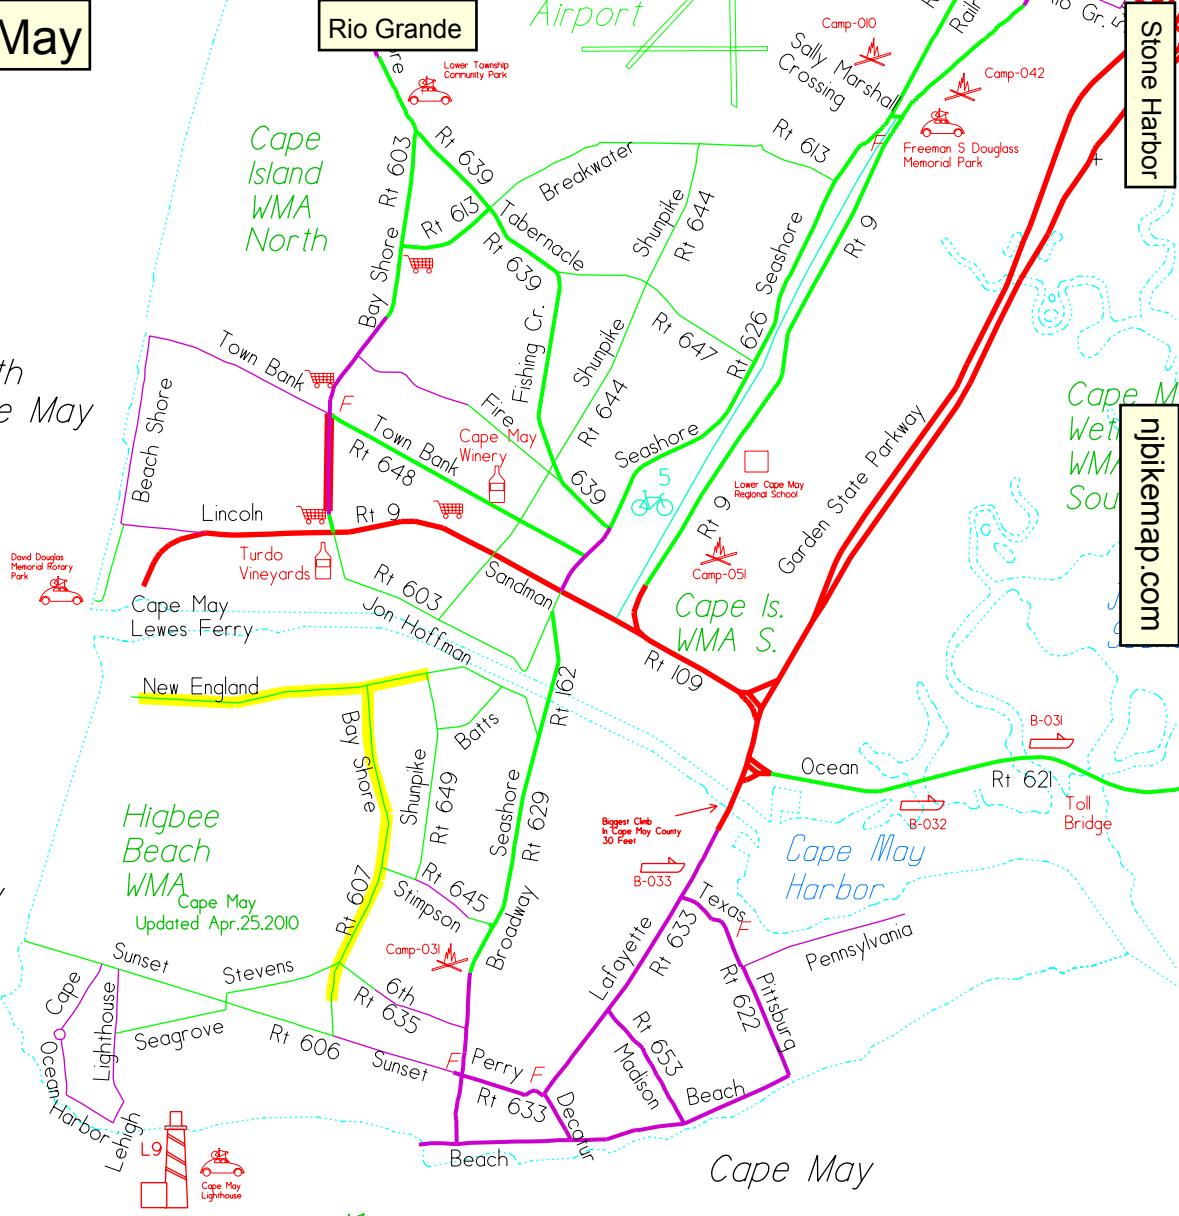 May
Rio Grande
Stone Harbor
njbikemap.com
Airport
Camp-010
Sally Marshall
Crossing
Camp-042
Lower Township
Community Park
Freeman S Douglass
Memorial Park
F
Cape
Island
WMA
North
Rt 603
Rt 639
Breakwater
Rt 613
Rt 613
Tabernacle
Rt 639
Shunpike
Rt 644
Seashore
Rt 9
Bay Shore
Rt 626
Fishing Cr.
Shunpike
Rt 647
Rt 644
Town Bank
F
Fire
Beach Shore
Town Bank
Rt 648
Cape May
Winery
Seashore
639
5
Lower Cape May
Regional School
Rt 9
Garden State Parkway
Lincoln
Rt 9
Turdo
Vineyards
Sandman
Camp-051
David Douglas
Memorial Rotary
Park
Cape May
Lewes Ferry
Rt 603
Jon Hoffman
Cape Is.
WMA S.
Rt 109
Rt 162
New England
Bay Shore
Batts
Shunpike
Rt 649
Seashore
Rt 629
Ocean
B-031
Rt 621
B-032
Toll
Bridge
Biggest Climb
In Cape May County
30 Feet
B-033
Cape May
Harbor
Higbee
Beach
WMA
Cape May
Updated Apr.25.2010
Rt 607
Rt 645
Stimpson
Broadway
Camp-031
Texas
F
Rt 633
Lafayette
Pennsylvania
Rt 622
Pittsburg
Sunset
Stevens
Cape
Lighthouse
Seagrove
6th
Rt 635
Rt 606
Sunset
F
Perry
F
Rt 633
Decatur
Rt 653
Madison
Beach
Ocean
Harbor
Lehigh
L9
Cape May
Lighthouse
Beach
Cape May